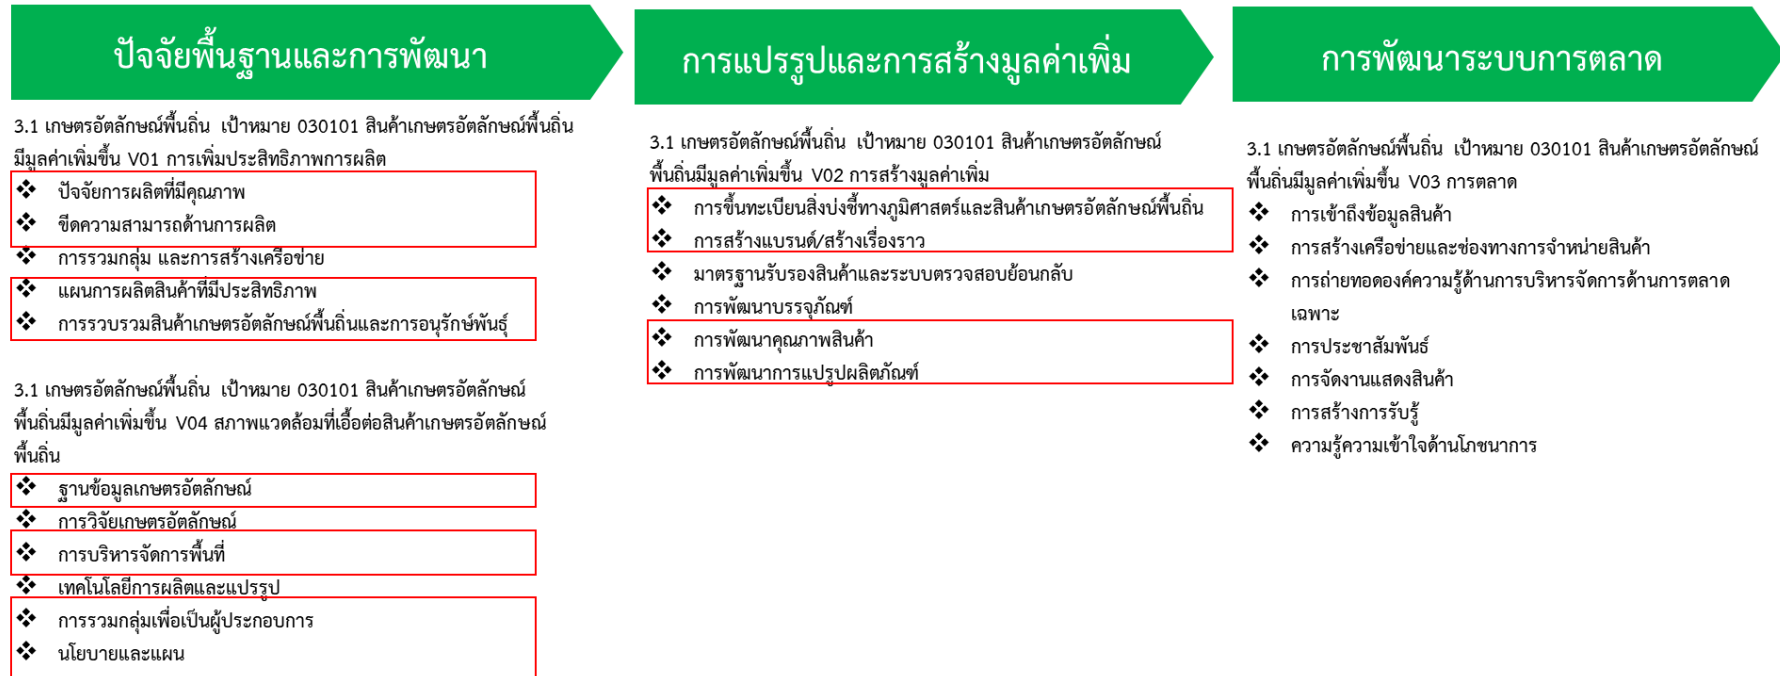 ปัจจัยพื้นฐานและการพัฒนา
3.1 เกษตรอัตลักษณ์พื้นถิ่น เป้าหมาย 030101 สินค้าเกษตรอัตลักษณ์พื้นถิ่น
มีมูลค่าเพิ่มขึ้น V01 การเพิ่มประสิทธิภาพการผลิต
❖ ปัจจัยการผลิตที่มีคุณภาพ
❖ ขีดความสามารถด้านการผลิต
❖ การรวมกลุ่ม และการสร้างเครือข่าย
❖ แผนการผลิตสินค้าที่มีประสิทธิภาพ
❖ การรวบรวมสินค้าเกษตรอัตลักษณ์พื้นถิ่นและการอนุรักษ์พันธุ์
3.1 เกษตรอัตลักษณ์พื้นถิ่น เป้าหมาย 030101 สินค้าเกษตรอัตลักษณ์
พื้นถิ่นมีมูลค่าเพิ่มขึ้น V04 สภาพแวดล้อมที่เอื้อต่อสินค้าเกษตรอัตลักษณ์
พื้นถิ่น
❖ ฐานข้อมูลเกษตรอัตลักษณ์
❖ การวิจัยเกษตรอัตลักษณ์
❖ การบริหารจัดการพื้นที่
❖ เทคโนโลยีการผลิตและแปรรูป
❖ การรวมกลุ่มเพื่อเป็นผู้ประกอบการ
❖ นโยบายและแผน
การแปรรูปและการสร้างมูลค่าเพิ่ม
3.1 เกษตรอัตลักษณ์พื้นถิ่น เป้าหมาย 030101 สินค้าเกษตรอัตลักษณ์
พื้นถิ่นมีมูลค่าเพิ่มขึ้น V02 การสร้างมูลค่าเพิ่ม
❖ การขึ้นทะเบียนสิ่งบ่งชี้ทางภูมิศาสตร์และสินค้าเกษตรอัตลักษณ์พื้นถิ่น
❖ การสร้างแบรนด์/สร้างเรื่องราว
❖ มาตรฐานรับรองสินค้าและระบบตรวจสอบย้อนกลับ
❖ การพัฒนาบรรจุภัณฑ์
❖ การพัฒนาคุณภาพสินค้า
❖ การพัฒนาการแปรรูปผลิตภัณฑ์
การพัฒนาระบบการตลาด
3.1 เกษตรอัตลักษณ์พื้นถิ่น เป้าหมาย 030101 สินค้าเกษตรอัตลักษณ์
พื้นถิ่นมีมูลค่าเพิ่มขึ้น V03 การตลาด
❖ การเข้าถึงข้อมูลสินค้า
❖ การสร้างเครือข่ายและช่องทางการจำหน่ายสินค้า
❖ การถ่ายทอดองค์ความรู้ด้านการบริหารจัดการด้านการตลาด
เฉพาะ
❖ การประชาสัมพันธ์
❖ การจัดงานแสดงสินค้า
❖ การสร้างการรับรู้
❖ ความรู้ความเข้าใจด้านโภชนาการ